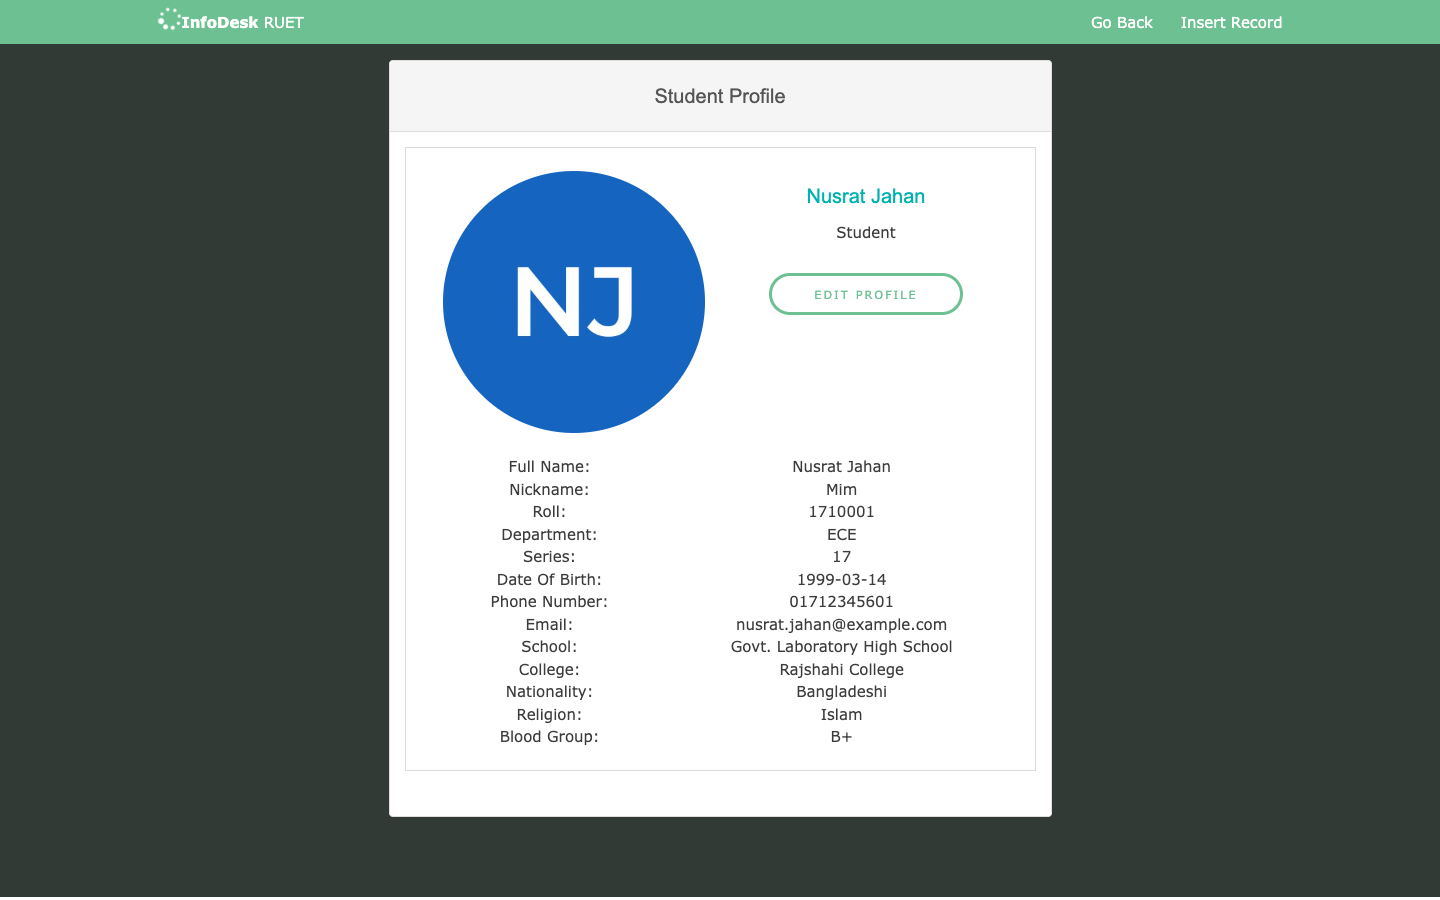 InfoDesk RUET Go Back Insert Record
Student Profile
NJ
Nusrat Jahan
Student
EDIT PROFILE
Full Name: Nusrat Jahan
Nickname: Mim
Roll: 1710001
Department: ECE
Series: 17
Date Of Birth: 1999-03-14
Phone Number: 01712345601
Email: nusrat.jahan@example.com
School: Govt. Laboratory High School
College: Rajshahi College
Nationality: Bangladeshi
Religion: Islam
Blood Group: B+